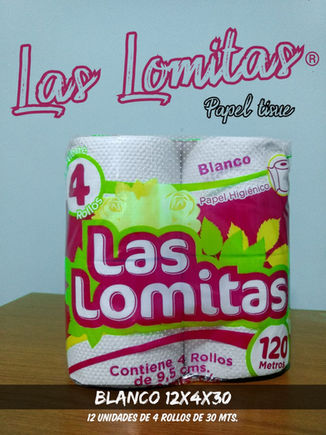 Las Lomitas®
Papel tisue
4
Rollos
Blanco
Papel Higiénico
Las
Lomitas
Contiene 4 Rollos
de 9,5 cms.
120
Metros
BLANCO 12X4X30
12 UNIDADES DE 4 ROLLOS DE 30 MTS.